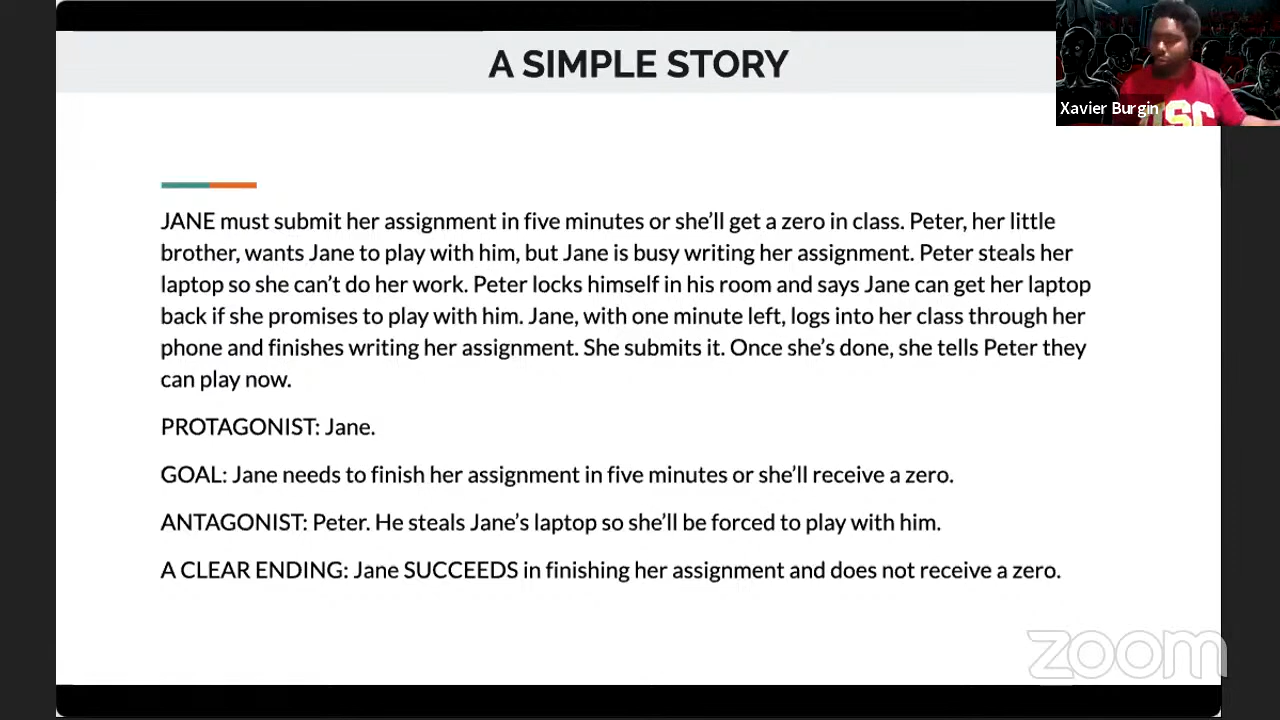 A SIMPLE STORY
Xavier Burgin
USC
JANE must submit her assignment in five minutes or she’ll get a zero in class. Peter, her little
brother, wants Jane to play with him, but Jane is busy writing her assignment. Peter steals her
laptop so she can’t do her work. Peter locks himself in his room and says Jane can get her laptop
back if she promises to play with him. Jane, with one minute left, logs into her class through her
phone and finishes writing her assignment. She submits it. Once she’s done, she tells Peter they
can play now.
PROTAGONIST: Jane.
GOAL: Jane needs to finish her assignment in five minutes or she’ll receive a zero.
ANTAGONIST: Peter. He steals Jane’s laptop so she’ll be forced to play with him.
A CLEAR ENDING: Jane SUCCEEDS in finishing her assignment and does not receive a zero.
zoom